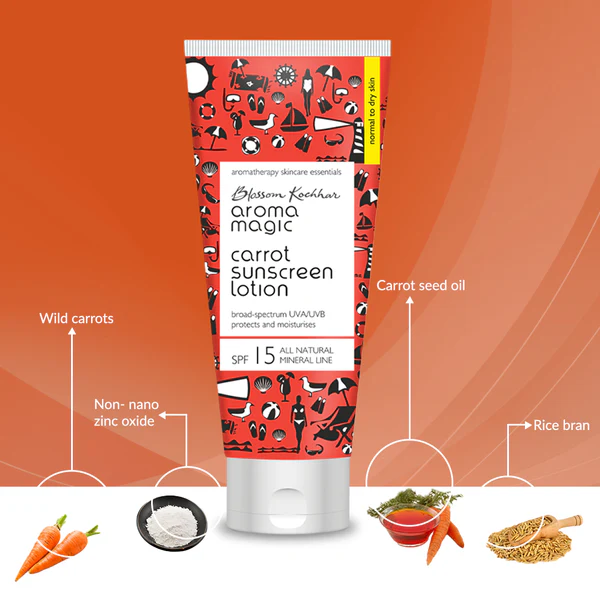 normal to dry skin
aromatherapy skincare essentials
Blossom Kochhar
aroma
magic
carrot
sunscreen
lotion
broad-spectrum UVA/UVB
protects and moisturises
SPF 15 ALL NATURAL
MINERAL LINE
Wild carrots
Non- nano
zinc oxide
Carrot seed oil
Rice bran